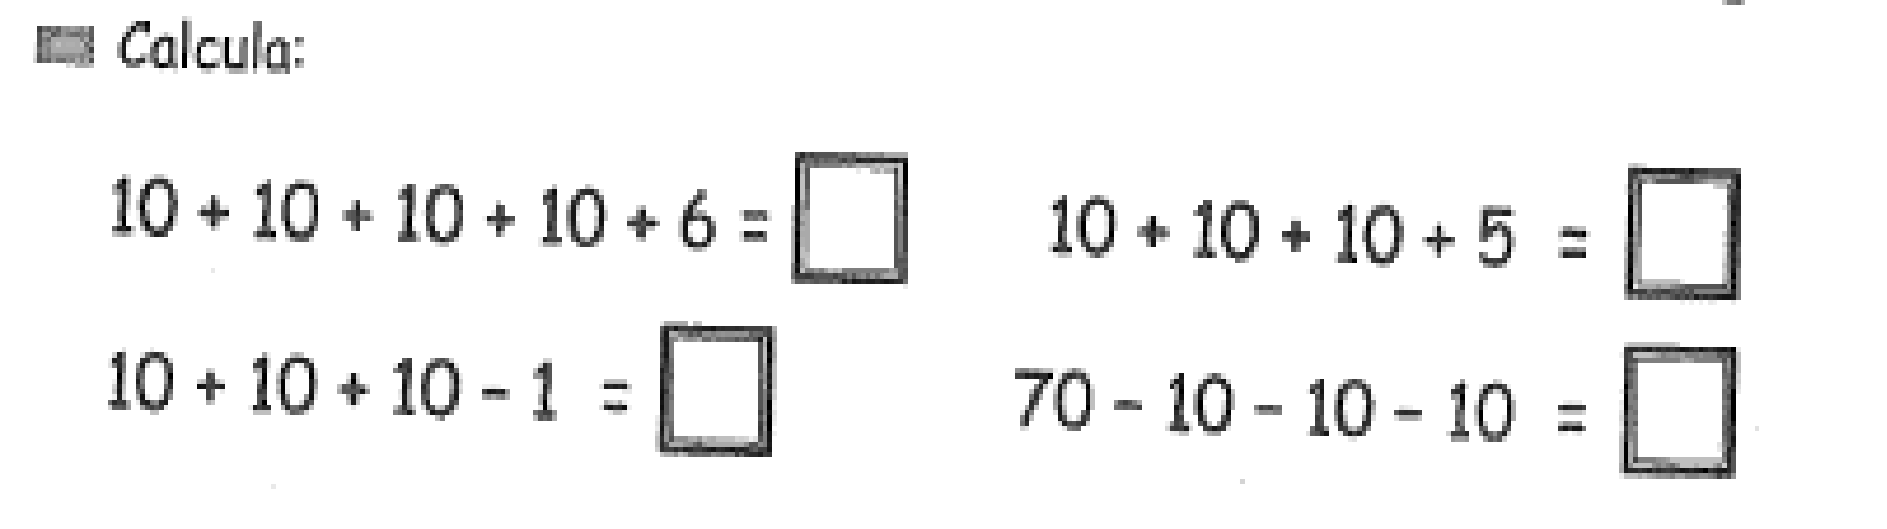 Calcula:
10 + 10 + 10 + 10 + 6 =
10 + 10 + 10 + 5 =
10 + 10 + 10 - 1 =
70 - 10 - 10 - 10 =